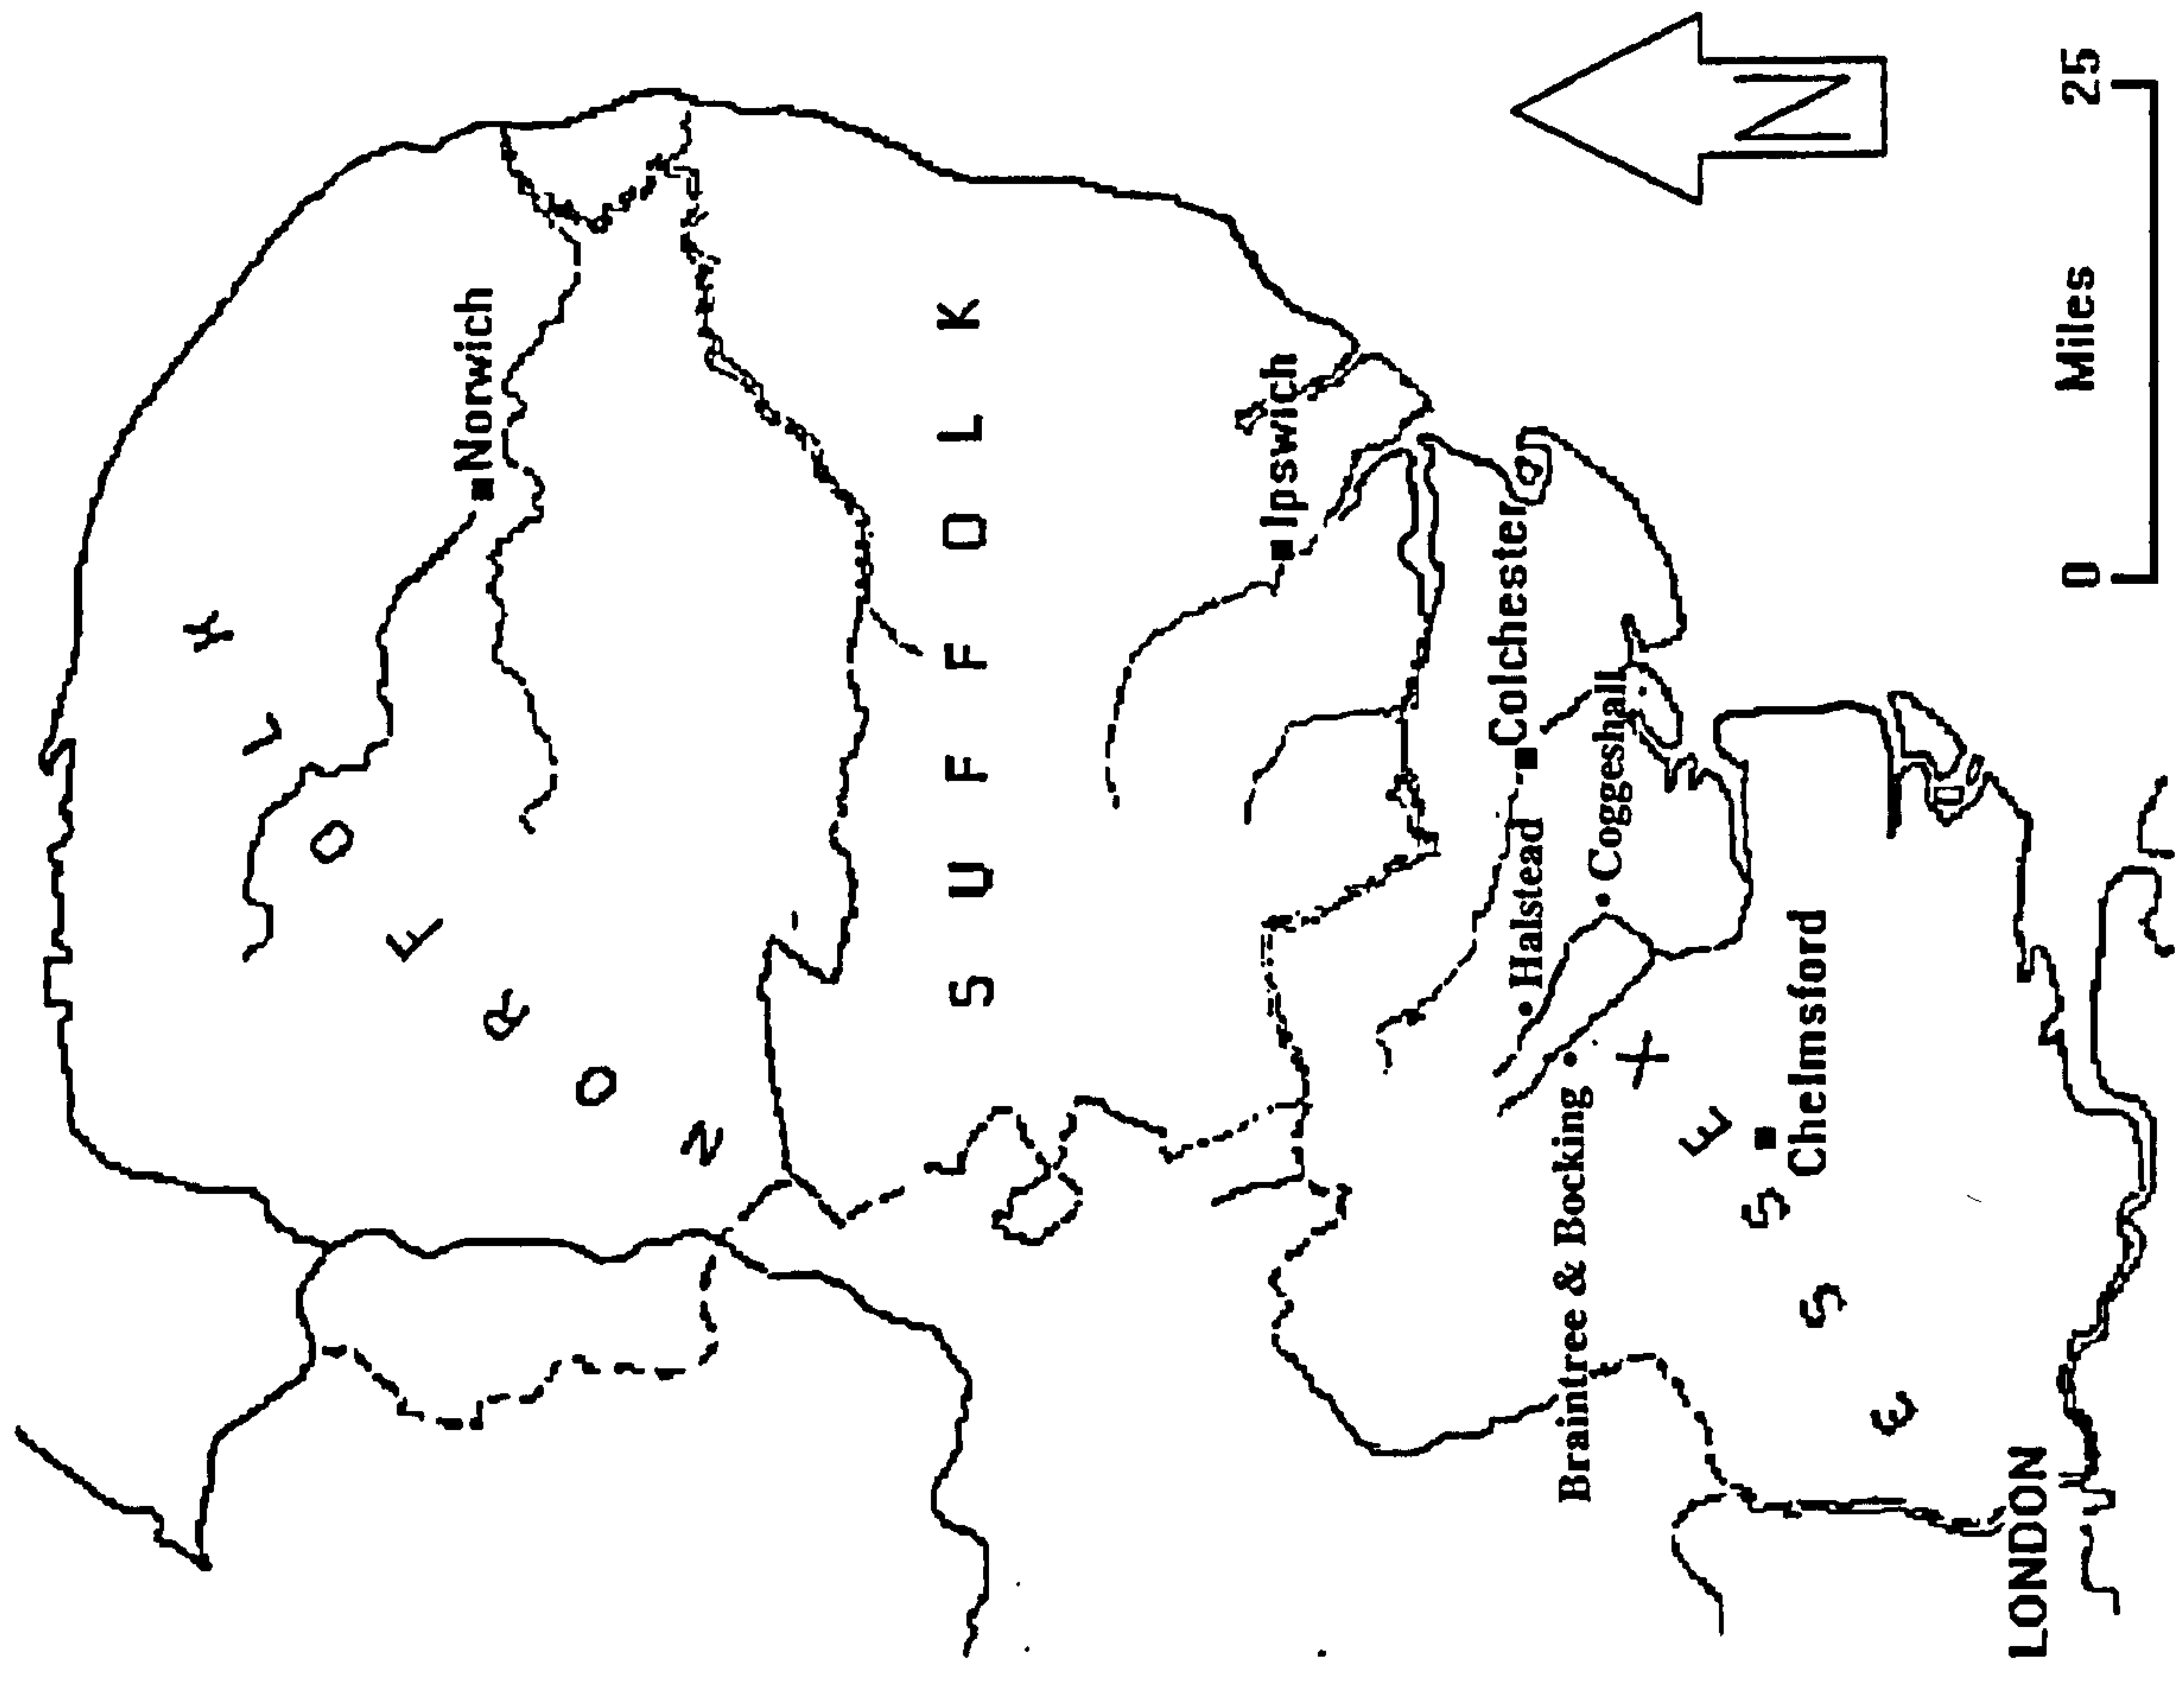 NORFOLK
Norwich
SUFFOLK
Ipswich
Colchester
Halstead
Coggeshall
Braintree & Bocking
Chelmsford
ESSEX
LONDON
N
0 Miles 25